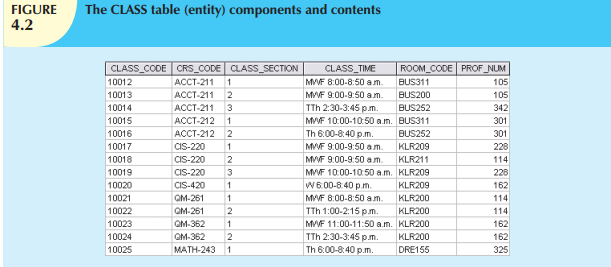 FIGURE 4.2
The CLASS table (entity) components and contents
CLASS_CODE CRS_CODE CLASS_SECTION CLASS_TIME ROOM_CODE PROF_NUM
10012 ACCT-211 1 MWF 8:00-8:50 a.m. BUS311 105
10013 ACCT-211 2 MWF 9:00-9:50 a.m. BUS200 105
10014 ACCT-211 3 TTh 2:30-3:45 p.m. BUS252 342
10015 ACCT-212 1 MWF 10:00-10:50 a.m. BUS311 301
10016 ACCT-212 2 Th 6:00-8:40 p.m. BUS252 301
10017 CIS-220 1 MWF 9:00-9:50 a.m. KLR209 228
10018 CIS-220 2 MWF 9:00-9:50 a.m. KLR211 114
10019 CIS-220 3 MWF 10:00-10:50 a.m. KLR209 228
10020 CIS-420 1 W 6:00-8:40 p.m. KLR209 162
10021 QM-261 1 MWF 8:00-8:50 a.m. KLR200 114
10022 QM-261 2 TTh 1:00-2:15 p.m. KLR200 114
10023 QM-362 1 MWF 11:00-11:50 a.m. KLR200 162
10024 QM-362 2 TTh 2:30-3:45 p.m. KLR200 162
10025 MATH-243 1 Th 6:00-8:40 p.m. DRE155 325